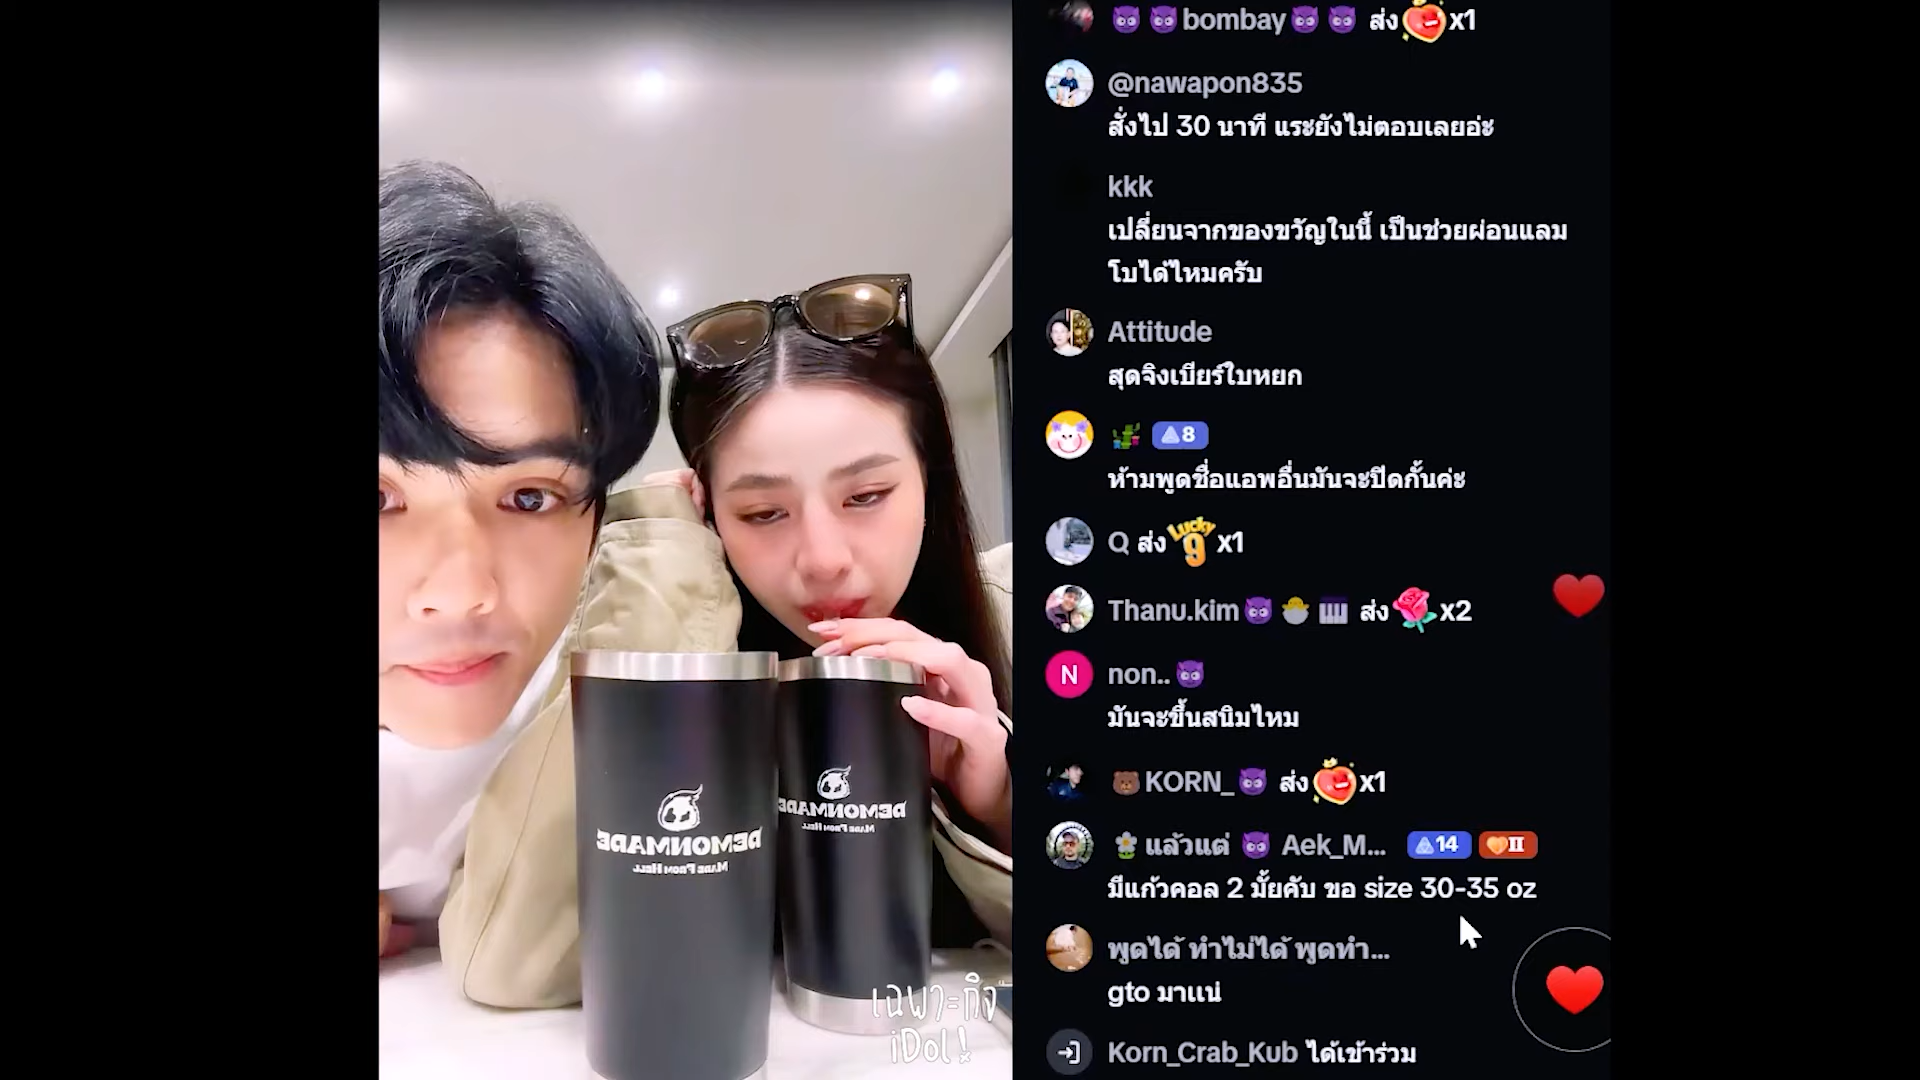 bombay ส่ง x1
@nawapon835
สั่งไป 30 นาที แระยังไม่ตอบเลยอ่ะ
kkk
เปลี่ยนจากของขวัญในนี้ เป็นช่วยผ่อนแลม
โบได้ไหมครับ
Attitude
สุดจิงเบียร์ใบหยก
8
ห้ามพูดชื่อแอพอื่นมันจะปิดกั้นค่ะ
Q ส่ง Lucky 9 x1
Thanu.kim ส่ง x2
N non..
มันจะขึ้นสนิมไหม
KORN_ ส่ง x1
แล้วแต่ Aek_M... 14 II
มีแก้วคอล 2 มั้ยคับ ขอ size 30-35 oz
พูดได้ ทำไม่ได้ พูดทำ...
gto มาแน่
Korn_Crab_Kub ได้เข้าร่วม
DEMONMADE
MADE FROM HELL
DEMONMADE
MADE FROM HELL
เฉพาะกิจ
iDol!